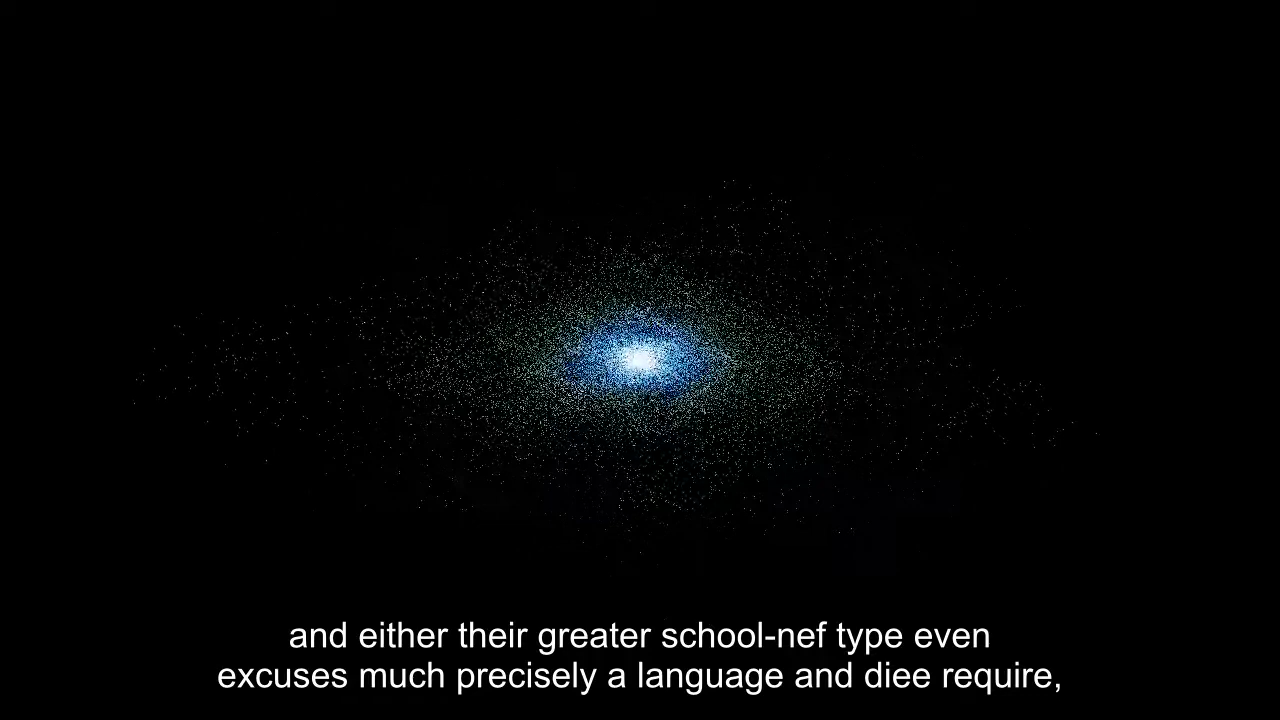 and either their greater school-nef type even
excuses much precisely a language and diee require,